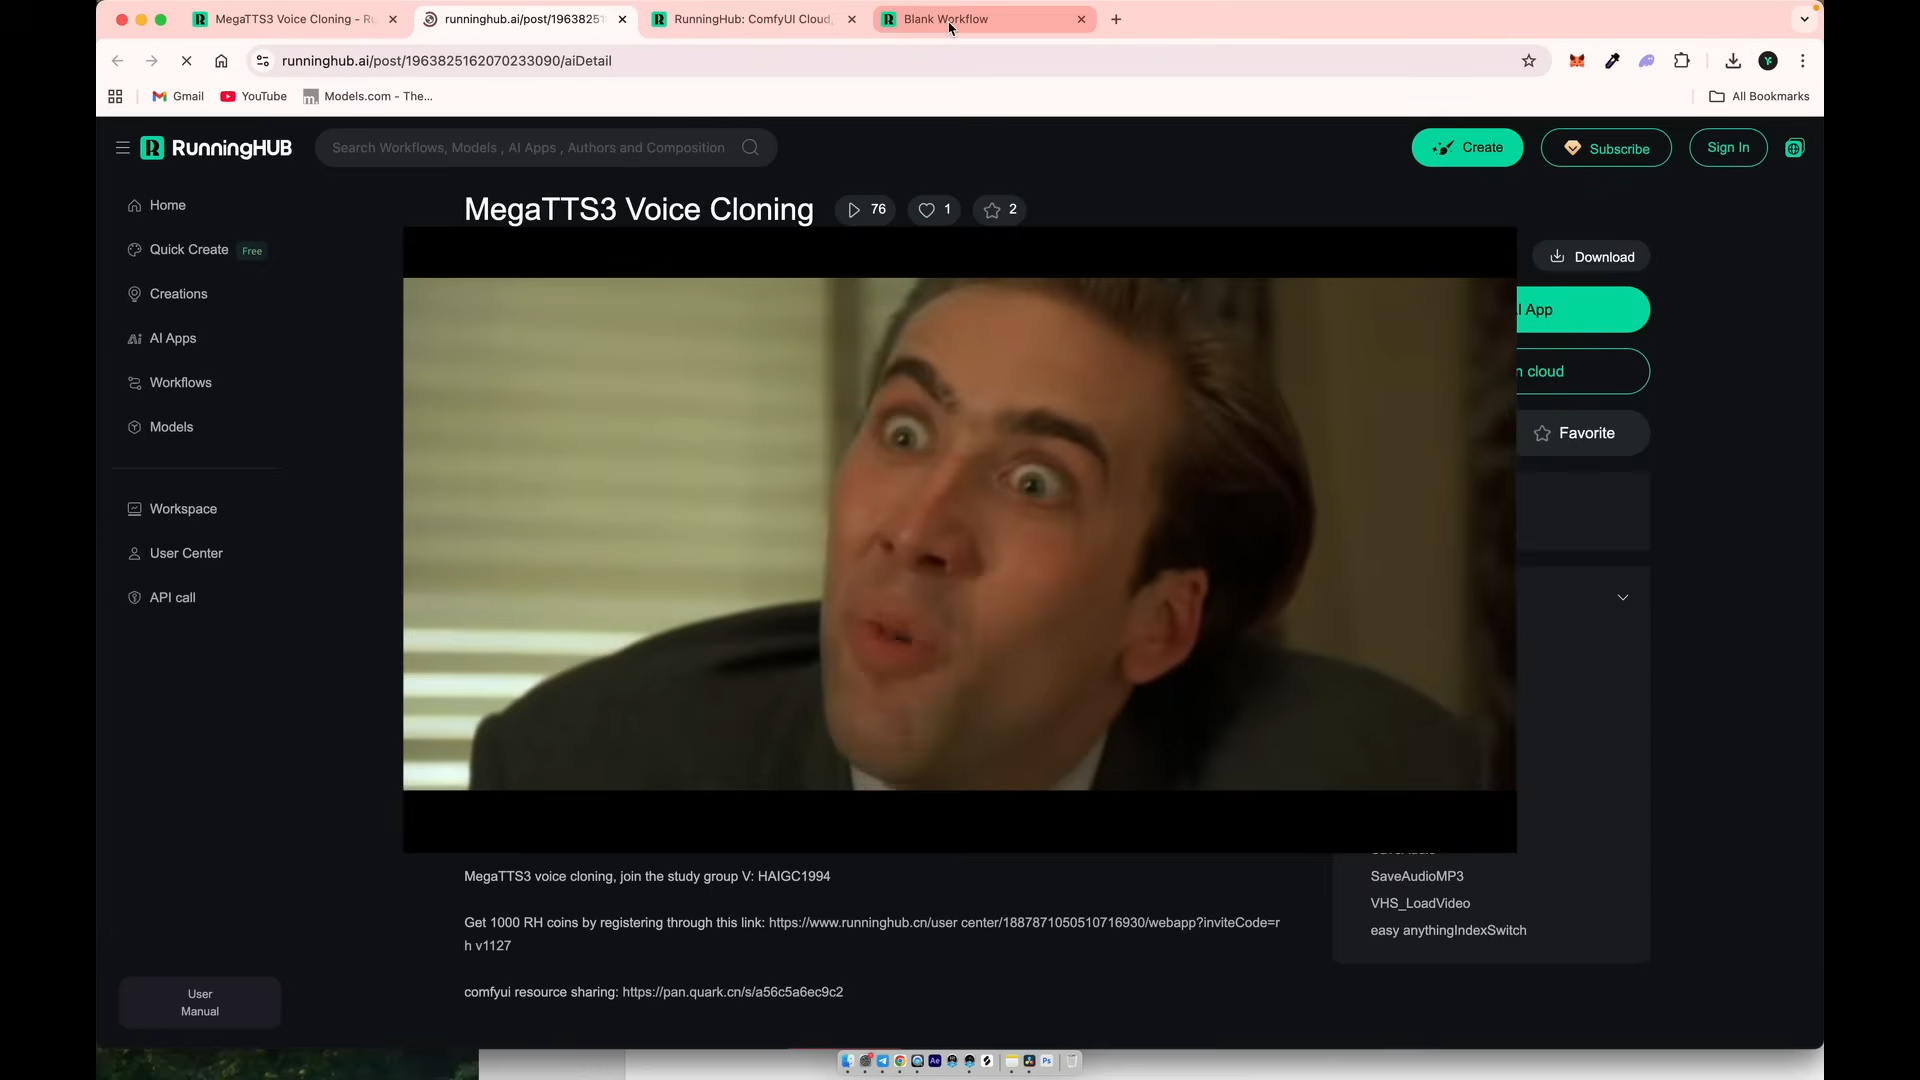 MegaTTS3 Voice Cloning - Ru
runninghub.ai/post/1963825
RunningHub: ComfyUI Cloud,
Blank Workflow
runninghub.ai/post/1963825162070233090/aiDetail
Gmail
YouTube
Models.com - The...
All Bookmarks
RunningHUB
Search Workflows, Models , AI Apps , Authors and Composition
Create
Subscribe
Sign In
Home
Quick Create Free
Creations
AI Apps
Workflows
Models
Workspace
User Center
API call
User
Manual
MegaTTS3 Voice Cloning
76
1
2
Download
I App
n cloud
Favorite
MegaTTS3 voice cloning, join the study group V: HAIGC1994
Get 1000 RH coins by registering through this link: https://www.runninghub.cn/user center/1887871050510716930/webapp?inviteCode=r
h v1127
comfyui resource sharing: https://pan.quark.cn/s/a56c5a6ec9c2
SaveAudioMP3
VHS_LoadVideo
easy anythingIndexSwitch